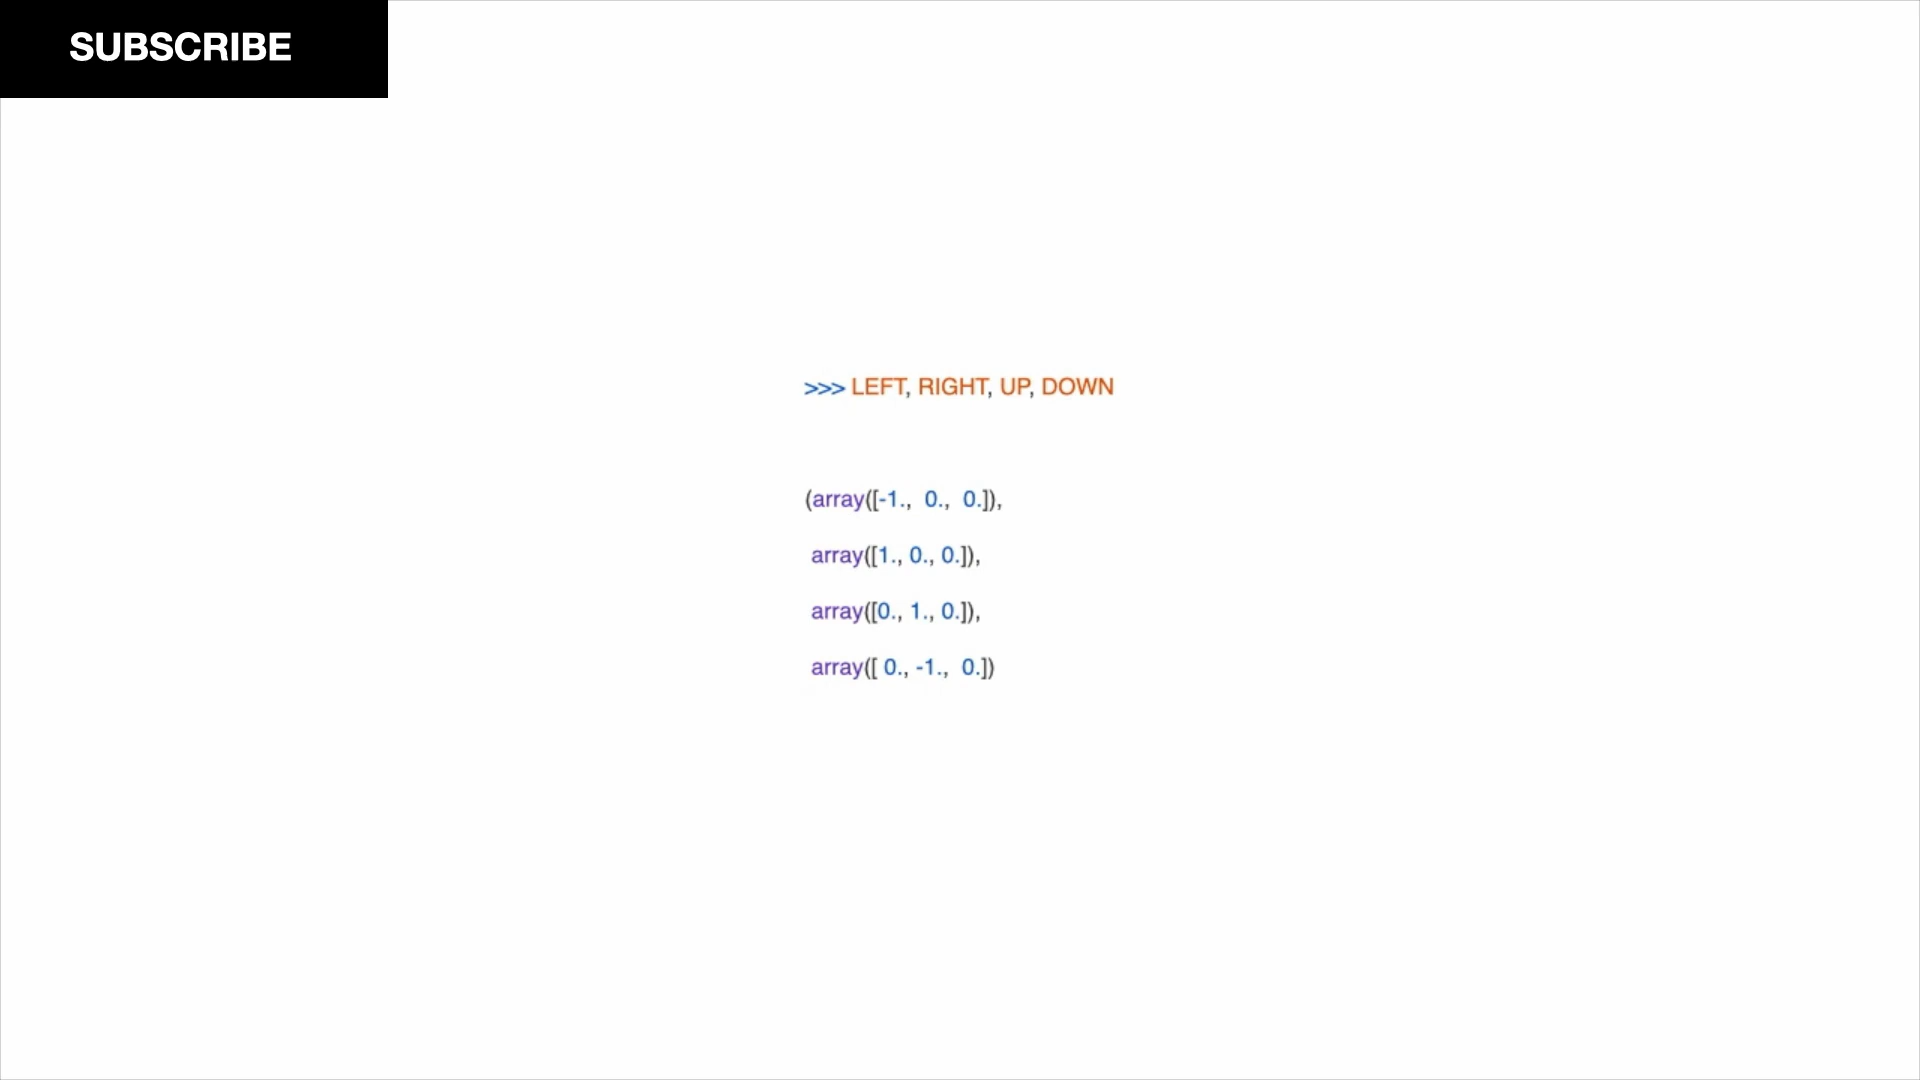 SUBSCRIBE
>>> LEFT, RIGHT, UP, DOWN
(array([-1.,  0.,  0.]),
array([1., 0., 0.]),
array([0., 1., 0.]),
array([ 0., -1.,  0.])